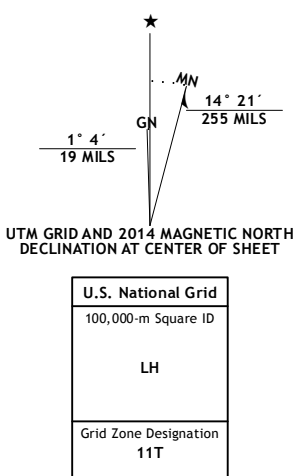 MN
GN
14° 21´
255 MILS
1° 4´
19 MILS
UTM GRID AND 2014 MAGNETIC NORTH
DECLINATION AT CENTER OF SHEET
U.S. National Grid
100,000-m Square ID
LH
Grid Zone Designation
11T